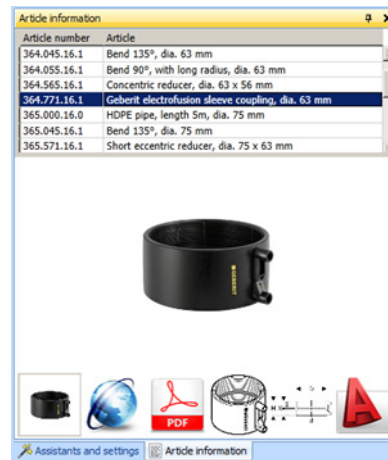 Article information
Article number Article
364.045.16.1 Bend 135°, dia. 63 mm
364.055.16.1 Bend 90°, with long radius, dia. 63 mm
364.565.16.1 Concentric reducer, dia. 63 x 56 mm
364.771.16.1 Geberit electrofusion sleeve coupling, dia. 63 mm
365.000.16.0 HDPE pipe, length 5m, dia. 75 mm
365.045.16.1 Bend 135°, dia. 75 mm
365.571.16.1 Short eccentric reducer, dia. 75 x 63 mm
GEBERIT
PDF
Assistants and settings Article information